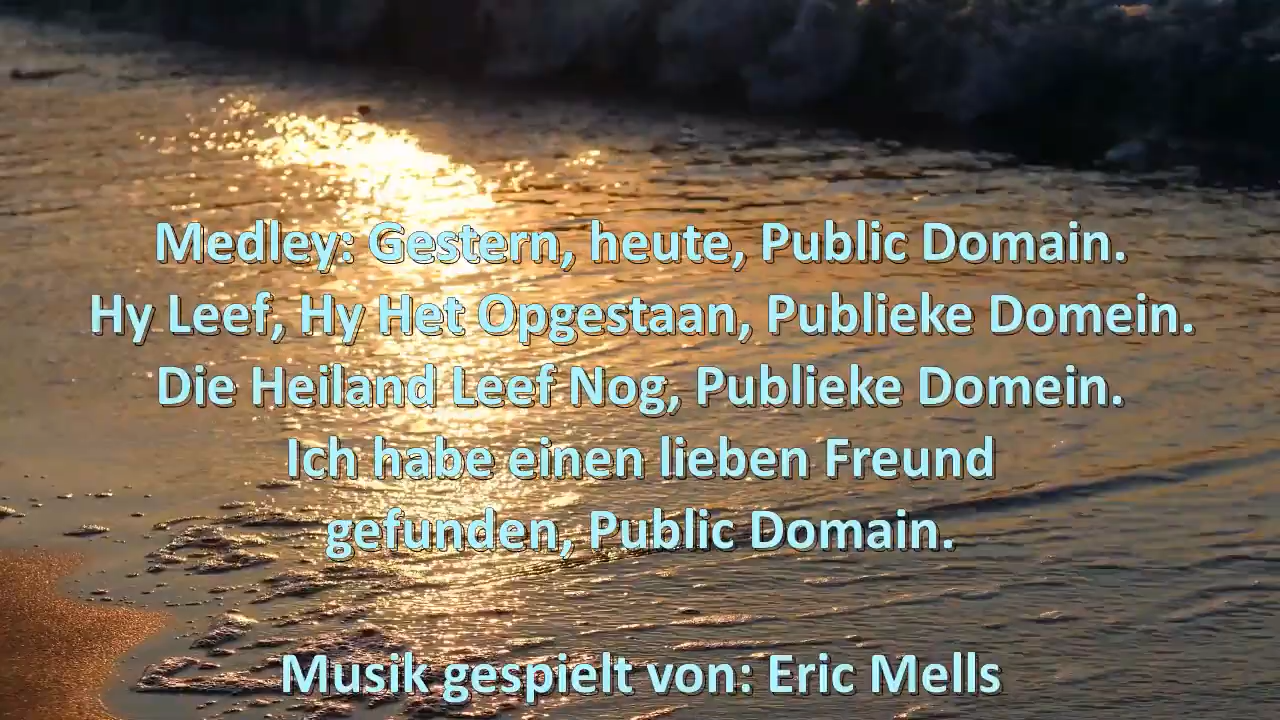 Medley: Gestern, heute, Public Domain.
Hy Leef, Hy Het Opgestaan, Publieke Domein.
Die Heiland Leef Nog, Publieke Domein.
Ich habe einen lieben Freund
gefunden, Public Domain.
Musik gespielt von: Eric Mells